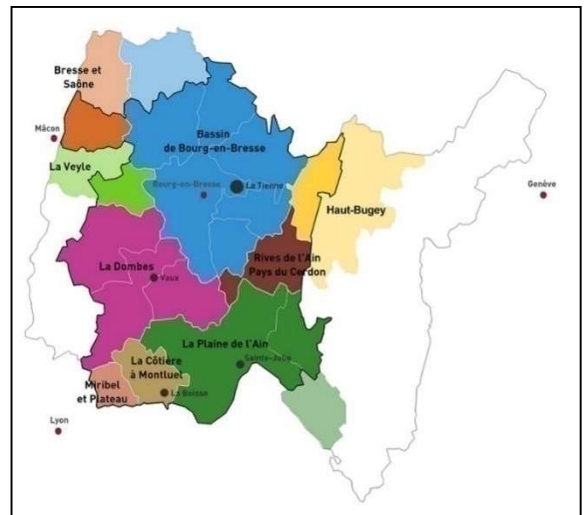 Bresse et
Saône
Mâcon
La Veyle
Bassin
de Bourg-en-Bresse
Bourg-en-Bresse
La Tienne
Genève
Haut-Bugey
Rives de l'Ain
Pays du Cerdon
La Dombes
Vaux
La Plaine de l'Ain
Sainte-Julie
La Côtière
à Montluel
Miribel
et Plateau
La Boisse
Lyon